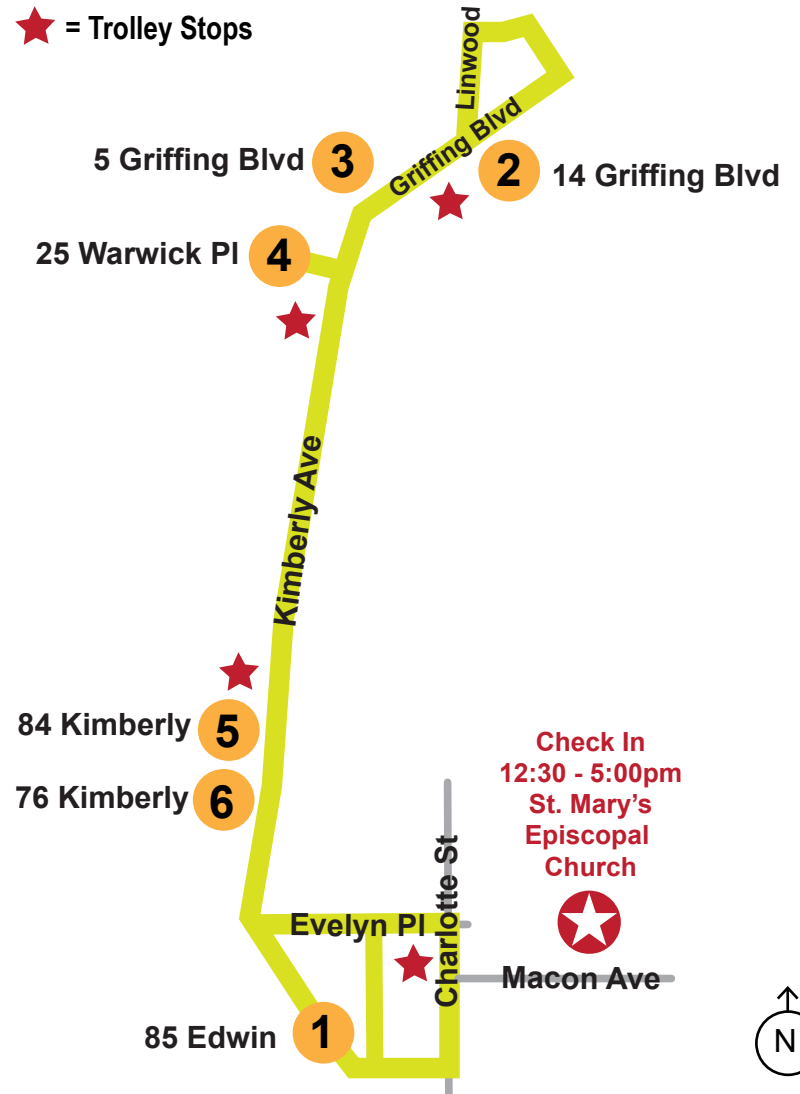 = Trolley Stops
Linwood
Griffing Blvd
5 Griffing Blvd
3
2
14 Griffing Blvd
25 Warwick Pl
4
Kimberly Ave
84 Kimberly
5
76 Kimberly
6
Check In
12:30 - 5:00pm
St. Mary's
Episcopal
Church
Charlotte St
Evelyn Pl
Macon Ave
85 Edwin
1
N